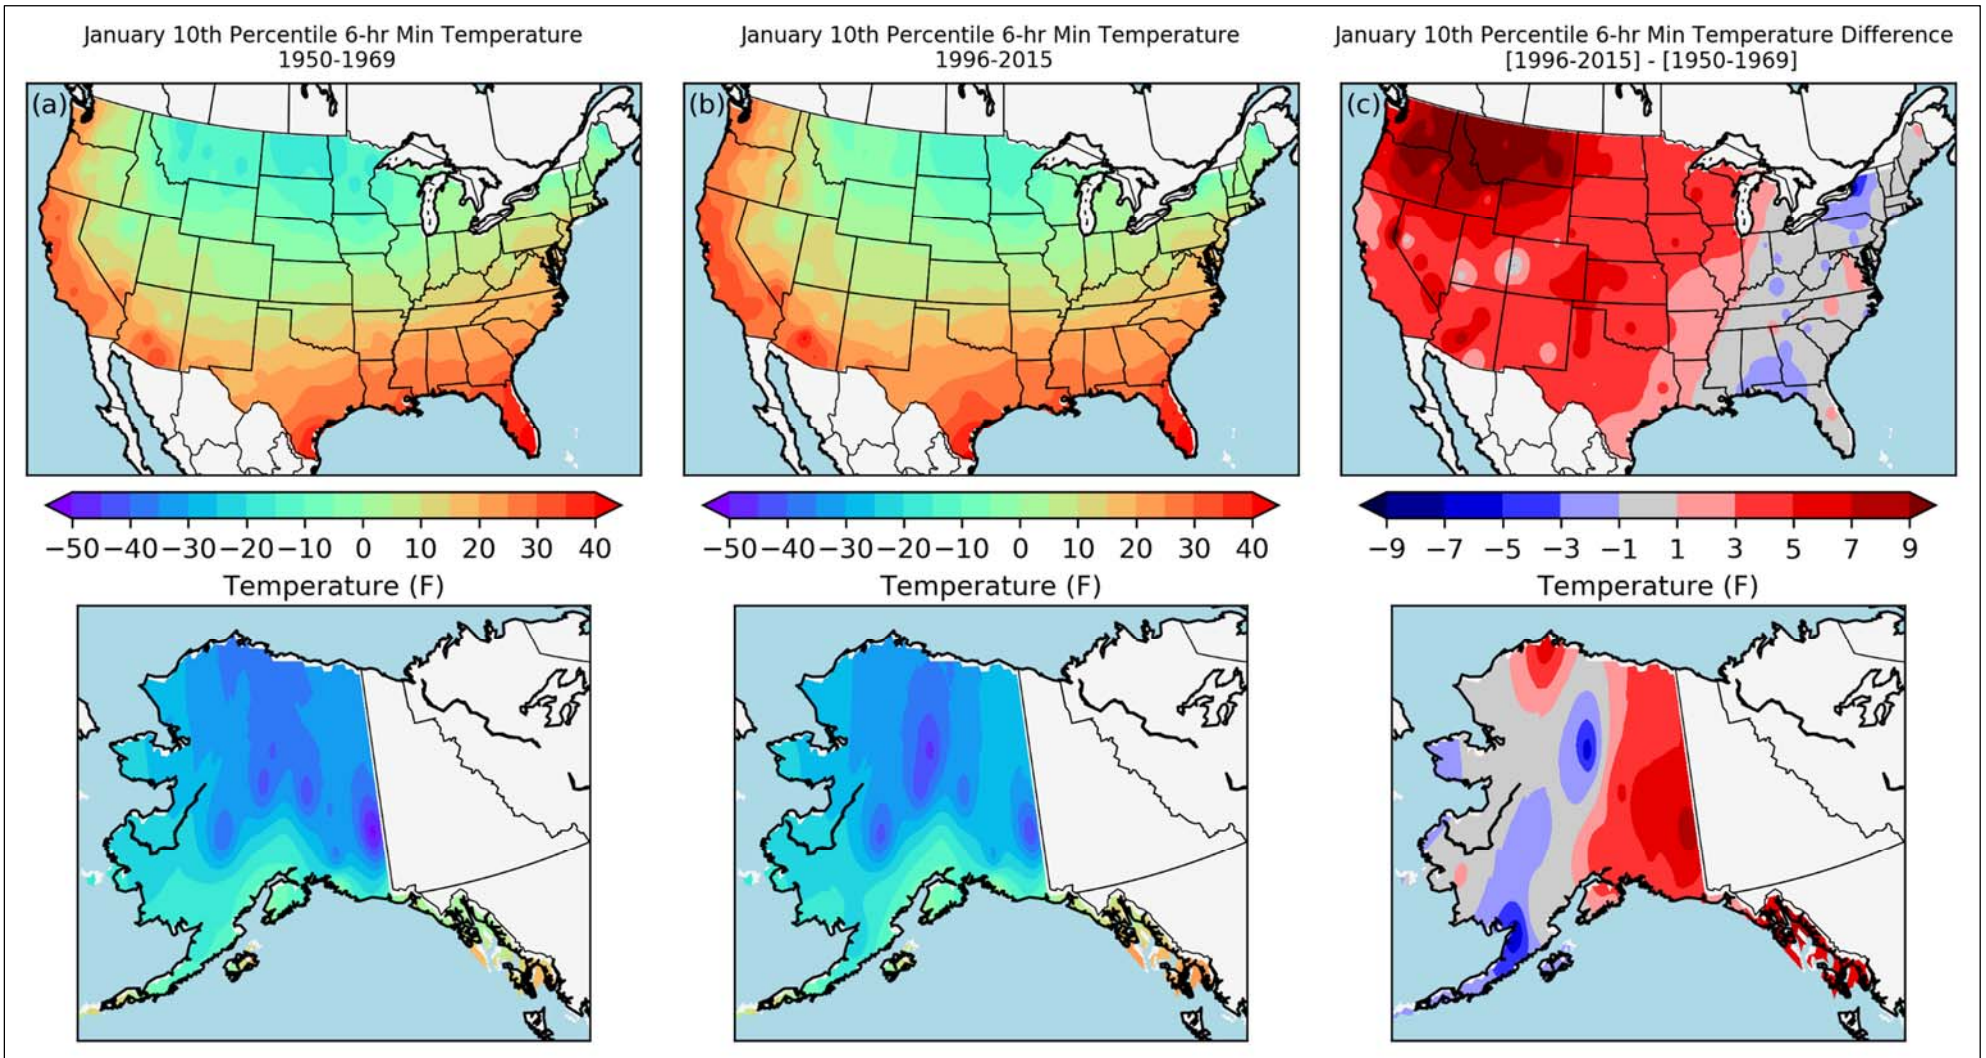 January 10th Percentile 6-hr Min Temperature
1950-1969
January 10th Percentile 6-hr Min Temperature
1996-2015
January 10th Percentile 6-hr Min Temperature Difference
[1996-2015] - [1950-1969]
(a)
(b)
(c)
−50 −40 −30 −20 −10 0 10 20 30 40
Temperature (F)
−50 −40 −30 −20 −10 0 10 20 30 40
Temperature (F)
−9 −7 −5 −3 −1 1 3 5 7 9
Temperature (F)